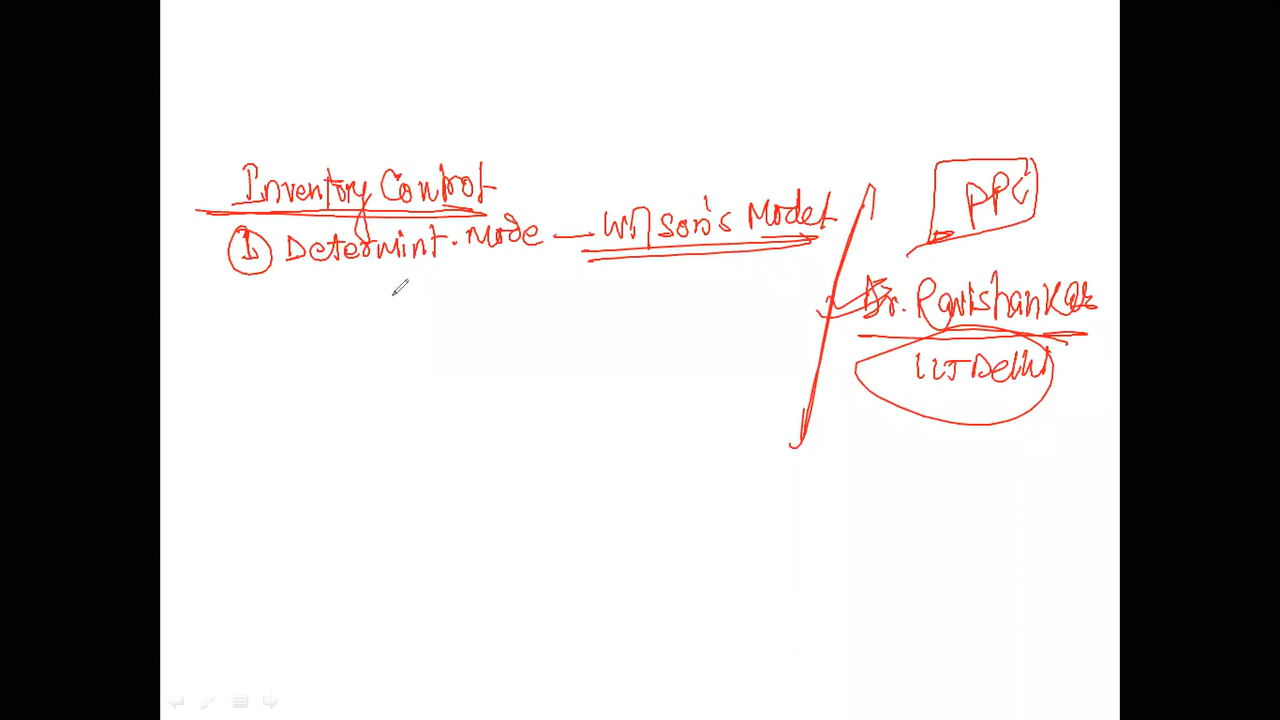 Inventory Control
① Determint. Mode — Wilson's Model
PPC
Dr. Ravishankar
IIT Delhi